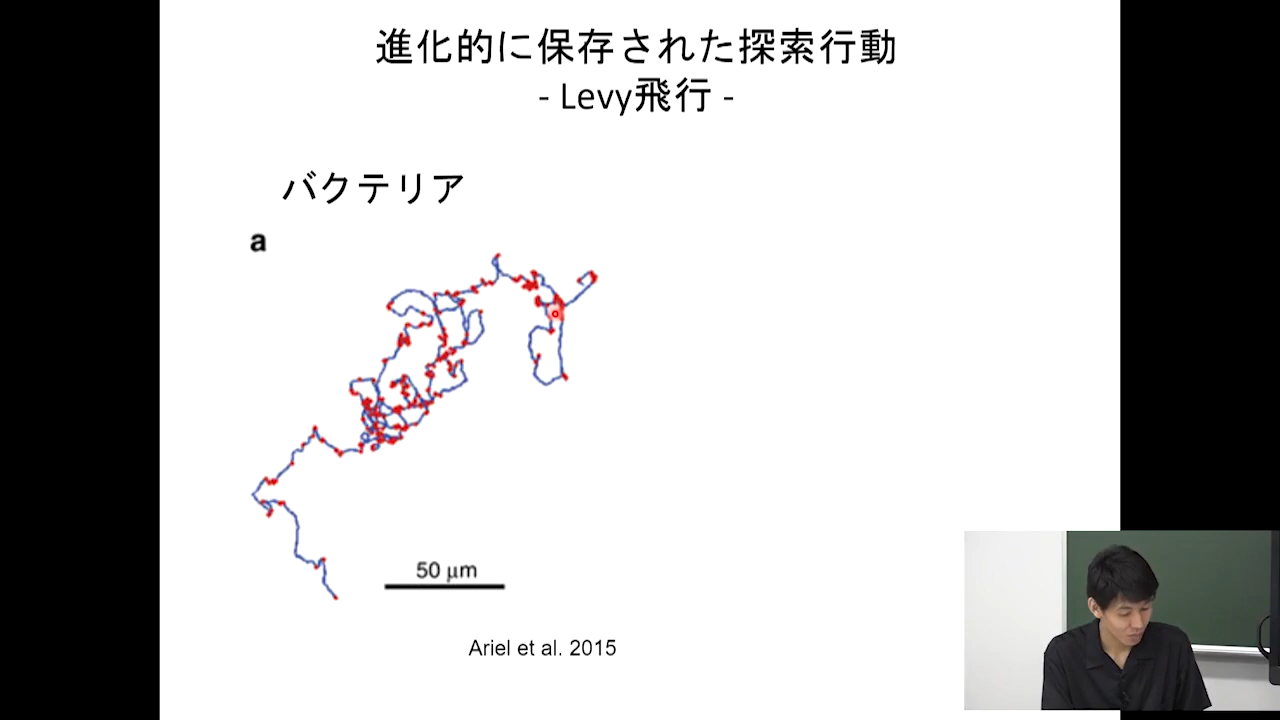 進化的に保存された探索行動
- Levy飛行 -
バクテリア
a
50 μm
Ariel et al. 2015